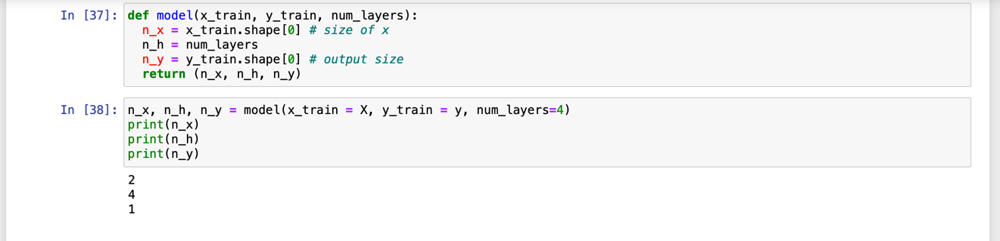 In [37]: def model(x_train, y_train, num_layers):
  n_x = x_train.shape[0] # size of x
  n_h = num_layers
  n_y = y_train.shape[0] # output size
  return (n_x, n_h, n_y)
In [38]: n_x, n_h, n_y = model(x_train = X, y_train = y, num_layers=4)
print(n_x)
print(n_h)
print(n_y)
2
4
1